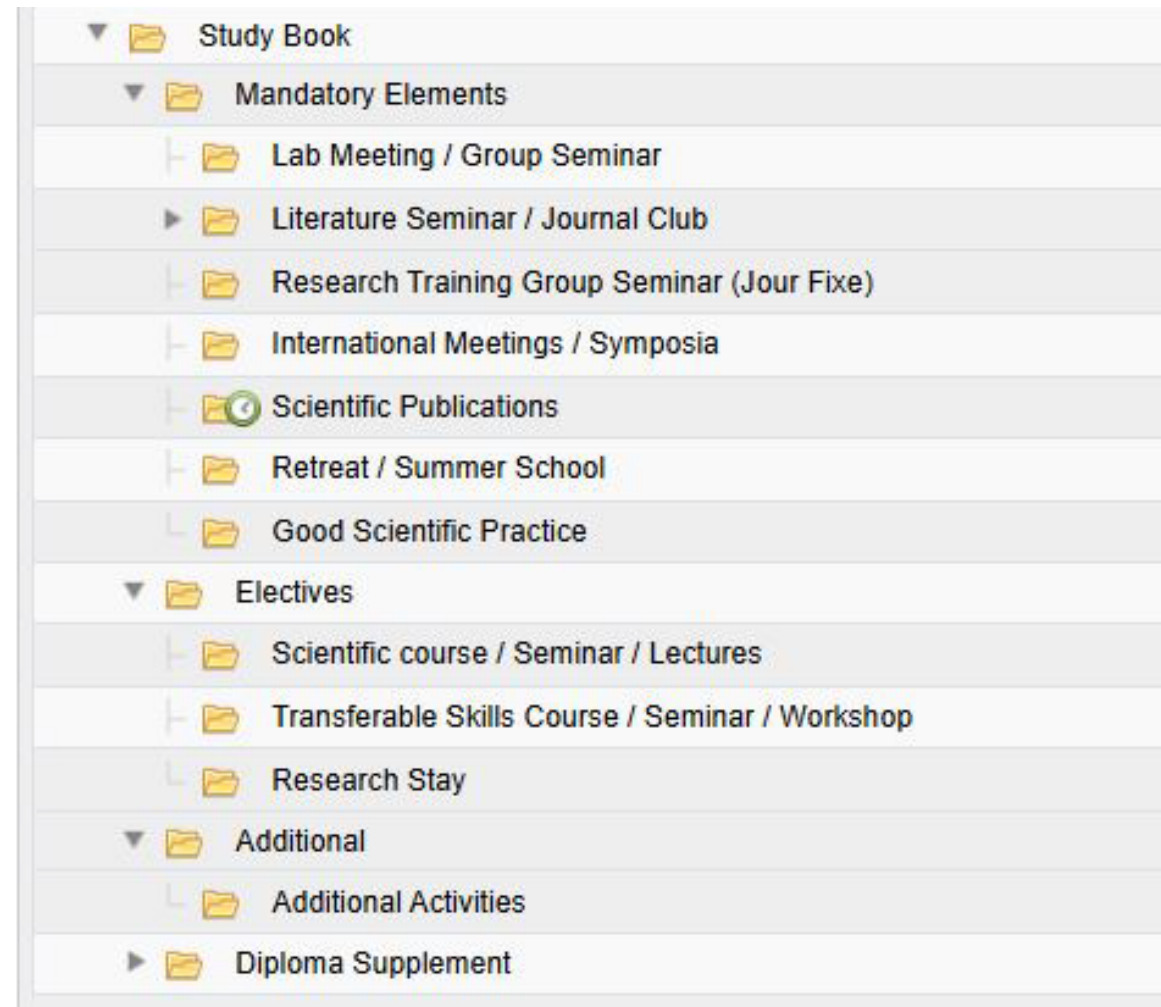 Study Book
Mandatory Elements
Lab Meeting / Group Seminar
Literature Seminar / Journal Club
Research Training Group Seminar (Jour Fixe)
International Meetings / Symposia
Scientific Publications
Retreat / Summer School
Good Scientific Practice
Electives
Scientific course / Seminar / Lectures
Transferable Skills Course / Seminar / Workshop
Research Stay
Additional
Additional Activities
Diploma Supplement